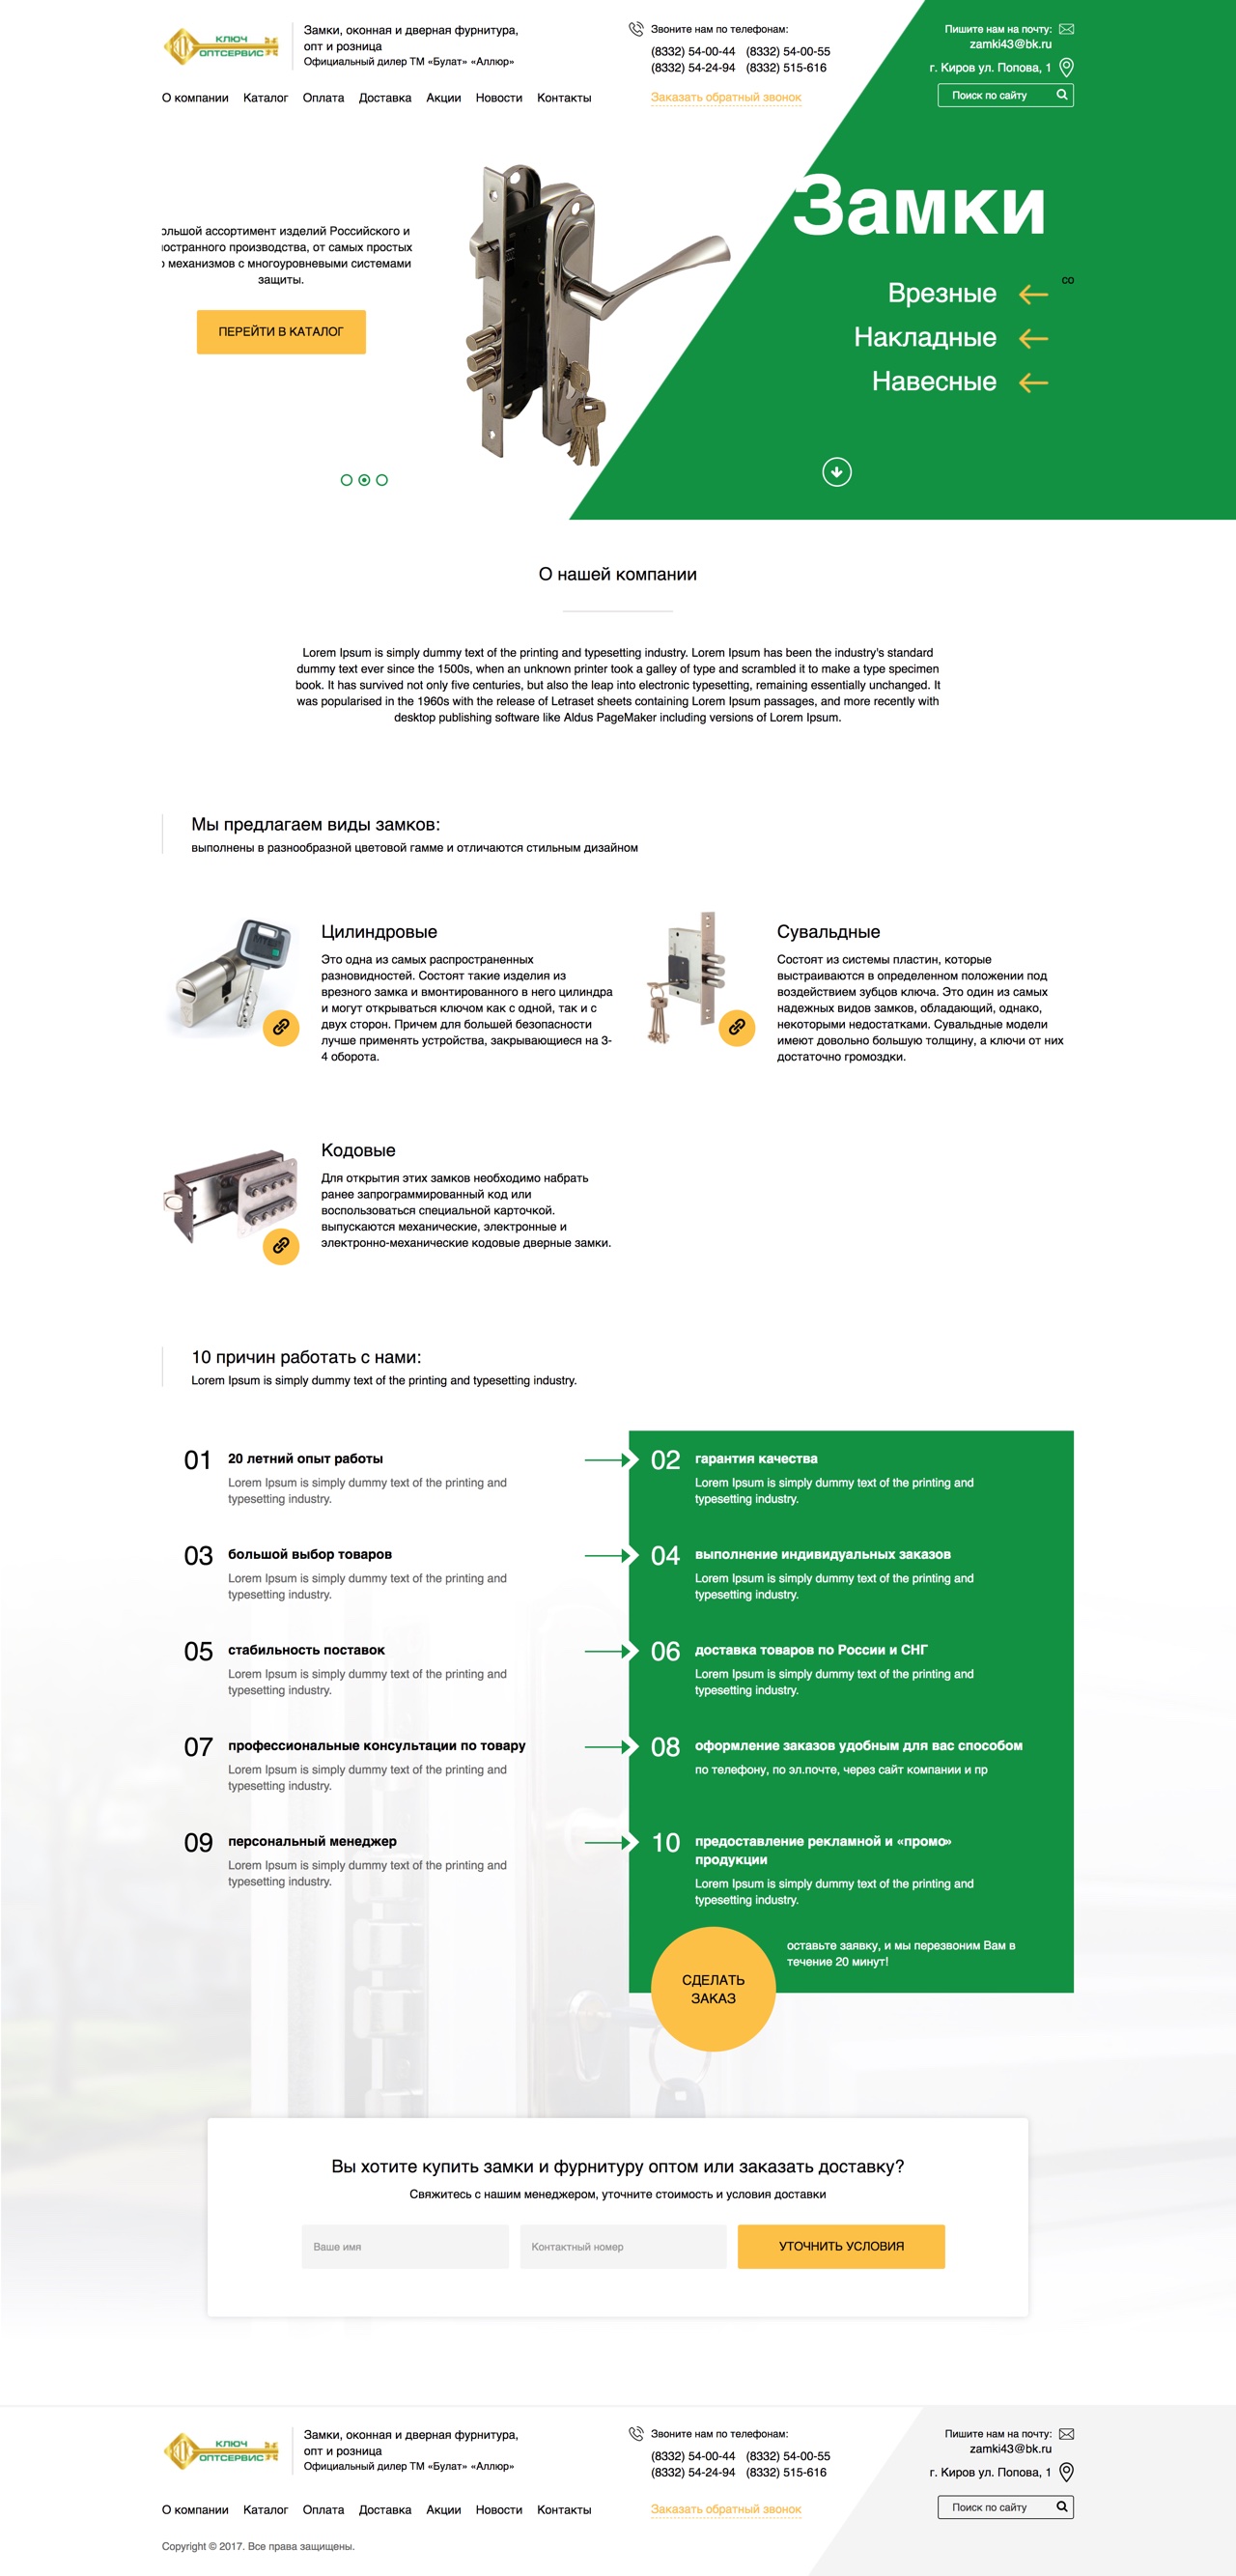 КЛЮЧ
ОПТСЕРВИС
Замки, оконная и дверная фурнитура,
опт и розница
Официальный дилер ТМ «Булат» «Аллюр»
Звоните нам по телефонам:
(8332) 54-00-44 (8332) 54-00-55
(8332) 54-24-94 (8332) 515-616
Пишите нам на почту:
zamki43@bk.ru
г. Киров ул. Попова, 1
О компании Каталог Оплата Доставка Акции Новости Контакты
Заказать обратный звонок
Поиск по сайту
ольшой ассортимент изделий Российского и
остранного производства, от самых простых
механизмов с многоуровневыми системами
защиты.
ПЕРЕЙТИ В КАТАЛОГ
Замки
со
Врезные
Накладные
Навесные
О нашей компании
Lorem Ipsum is simply dummy text of the printing and typesetting industry. Lorem Ipsum has been the industry's standard
dummy text ever since the 1500s, when an unknown printer took a galley of type and scrambled it to make a type specimen
book. It has survived not only five centuries, but also the leap into electronic typesetting, remaining essentially unchanged. It
was popularised in the 1960s with the release of Letraset sheets containing Lorem Ipsum passages, and more recently with
desktop publishing software like Aldus PageMaker including versions of Lorem Ipsum.
Мы предлагаем виды замков:
выполнены в разнообразной цветовой гамме и отличаются стильным дизайном
Цилиндровые
Это одна из самых распространенных
разновидностей. Состоят такие изделия из
врезного замка и вмонтированного в него цилиндра
и могут открываться ключом как с одной, так и с
двух сторон. Причем для большей безопасности
лучше применять устройства, закрывающиеся на 3-
4 оборота.
Сувальдные
Состоят из системы пластин, которые
выстраиваются в определенном положении под
воздействием зубцов ключа. Это один из самых
надежных видов замков, обладающий, однако,
некоторыми недостатками. Сувальдные модели
имеют довольно большую толщину, а ключи от них
достаточно громоздки.
Кодовые
Для открытия этих замков необходимо набрать
ранее запрограммированный код или
воспользоваться специальной карточкой.
выпускаются механические, электронные и
электронно-механические кодовые дверные замки.
10 причин работать с нами:
Lorem Ipsum is simply dummy text of the printing and typesetting industry.
01 20 летний опыт работы
Lorem Ipsum is simply dummy text of the printing and
typesetting industry.
02 гарантия качества
Lorem Ipsum is simply dummy text of the printing and
typesetting industry.
03 большой выбор товаров
Lorem Ipsum is simply dummy text of the printing and
typesetting industry.
04 выполнение индивидуальных заказов
Lorem Ipsum is simply dummy text of the printing and
typesetting industry.
05 стабильность поставок
Lorem Ipsum is simply dummy text of the printing and
typesetting industry.
06 доставка товаров по России и СНГ
Lorem Ipsum is simply dummy text of the printing and
typesetting industry.
07 профессиональные консультации по товару
Lorem Ipsum is simply dummy text of the printing and
typesetting industry.
08 оформление заказов удобным для вас способом
по телефону, по эл.почте, через сайт компании и пр
09 персональный менеджер
Lorem Ipsum is simply dummy text of the printing and
typesetting industry.
10 предоставление рекламной и «промо»
продукции
Lorem Ipsum is simply dummy text of the printing and
typesetting industry.
СДЕЛАТЬ
ЗАКАЗ
оставьте заявку, и мы перезвоним Вам в
течение 20 минут!
Вы хотите купить замки и фурнитуру оптом или заказать доставку?
Свяжитесь с нашим менеджером, уточните стоимость и условия доставки
Ваше имя
Контактный номер
УТОЧНИТЬ УСЛОВИЯ
КЛЮЧ
ОПТСЕРВИС
Замки, оконная и дверная фурнитура,
опт и розница
Официальный дилер ТМ «Булат» «Аллюр»
Звоните нам по телефонам:
(8332) 54-00-44 (8332) 54-00-55
(8332) 54-24-94 (8332) 515-616
Пишите нам на почту:
zamki43@bk.ru
г. Киров ул. Попова, 1
О компании Каталог Оплата Доставка Акции Новости Контакты
Заказать обратный звонок
Поиск по сайту
Copyright © 2017. Все права защищены.